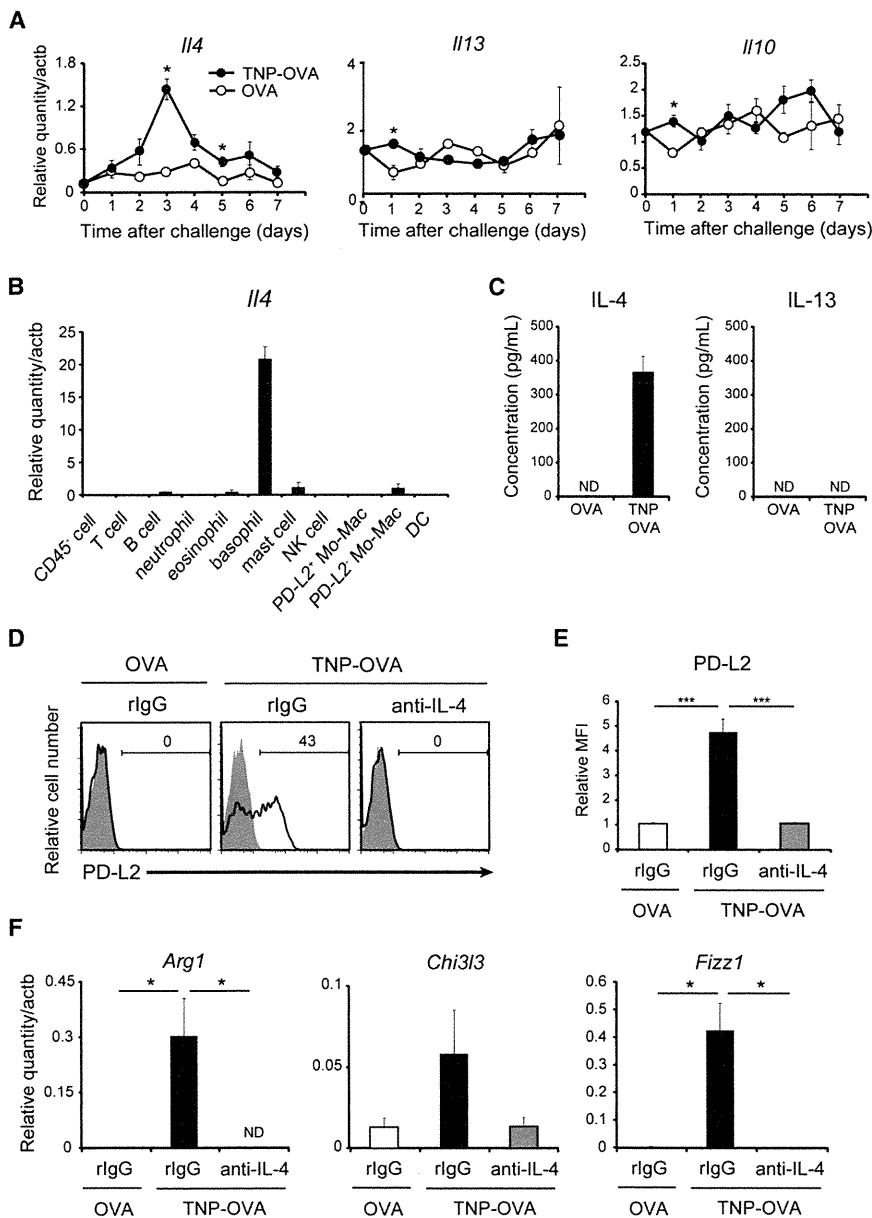 A
Il4
Il13
Il10
Relative quantity/actb
1.8
1.2
0.6
0
*
*
TNP-OVA
OVA
0 1 2 3 4 5 6 7
Time after challenge (days)
4
2
0
*
0 1 2 3 4 5 6 7
Time after challenge (days)
2.5
2
1.5
1
0.5
0
*
0 1 2 3 4 5 6 7
Time after challenge (days)
B
Il4
Relative quantity/actb
25
20
15
10
5
0
CD45- cell
T cell
B cell
neutrophil
eosinophil
basophil
mast cell
NK cell
PD-L2+ Mo-Mac
PD-L2- Mo-Mac
DC
C
IL-4
IL-13
Concentration (pg/mL)
500
400
300
200
100
0
ND
OVA
TNP
OVA
Concentration (pg/mL)
500
400
300
200
100
0
ND
ND
OVA
TNP
OVA
D
OVA
TNP-OVA
rIgG
rIgG
anti-IL-4
Relative cell number
0
43
0
PD-L2
E
PD-L2
Relative MFI
6
5
4
3
2
1
0
***
***
rIgG
rIgG
anti-IL-4
OVA
TNP-OVA
F
Arg1
Chi3l3
Fizz1
Relative quantity/actb
0.45
0.3
0.15
0
*
*
ND
rIgG
rIgG
anti-IL-4
OVA
TNP-OVA
0.1
0.05
0
rIgG
rIgG
anti-IL-4
OVA
TNP-OVA
0.6
0.5
0.4
0.3
0.2
0.1
0
*
*
rIgG
rIgG
anti-IL-4
OVA
TNP-OVA